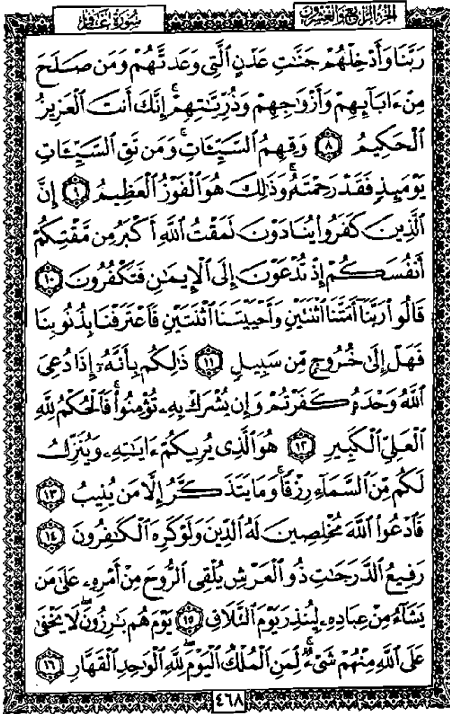 الجزء الرابع والعشرون
سورة غافر
رَبَّنَا وَأَدْخِلْهُمْ جَنَّٰتِ عَدْنٍ ٱلَّتِى وَعَدتَّهُمْ وَمَن صَلَحَ
مِنْ ءَابَآئِهِمْ وَأَزْوَٰجِهِمْ وَذُرِّيَّٰتِهِمْ ۚ إِنَّكَ أَنتَ ٱلْعَزِيزُ
ٱلْحَكِيمُ ٨ وَقِهِمُ ٱلسَّيِّـَٔاتِ ۚ وَمَن تَقِ ٱلسَّيِّـَٔاتِ
يَوْمَئِذٍ فَقَدْ رَحِمْتَهُۥ ۚ وَذَٰلِكَ هُوَ ٱلْفَوْزُ ٱلْعَظِيمُ ٩ إِنَّ
ٱلَّذِينَ كَفَرُوا۟ يُنَادَوْنَ لَمَقْتُ ٱللَّهِ أَكْبَرُ مِن مَّقْتِكُمْ
أَنفُسَكُمْ إِذْ تُدْعَوْنَ إِلَى ٱلْإِيمَٰنِ فَتَكْفُرُونَ ١٠
قَالُوا۟ رَبَّنَآ أَمَتَّنَا ٱثْنَتَيْنِ وَأَحْيَيْتَنَا ٱثْنَتَيْنِ فَٱعْتَرَفْنَا بِذُنُوبِنَا
فَهَلْ إِلَىٰ خُرُوجٍ مِّن سَبِيلٍ ١١ ذَٰلِكُم بِأَنَّهُۥٓ إِذَا دُعِىَ
ٱللَّهُ وَحْدَهُۥ كَفَرْتُمْ ۖ وَإِن يُشْرَكْ بِهِۦ تُؤْمِنُوا۟ ۚ فَٱلْحُكْمُ لِلَّهِ
ٱلْعَلِىِّ ٱلْكَبِيرِ ١٢ هُوَ ٱلَّذِى يُرِيكُمْ ءَايَٰتِهِۦ وَيُنَزِّلُ
لَكُم مِّنَ ٱلسَّمَآءِ رِزْقًا ۚ وَمَا يَتَذَكَّرُ إِلَّا مَن يُنِيبُ ١٣
فَٱدْعُوا۟ ٱللَّهَ مُخْلِصِينَ لَهُ ٱلدِّينَ وَلَوْ كَرِهَ ٱلْكَٰفِرُونَ ١٤
رَفِيعُ ٱلدَّرَجَٰتِ ذُو ٱلْعَرْشِ يُلْقِى ٱلرُّوحَ مِنْ أَمْرِهِۦ عَلَىٰ مَن
يَشَآءُ مِنْ عِبَادِهِۦ لِيُنذِرَ يَوْمَ ٱلتَّلَاقِ ١٥ يَوْمَ هُم بَٰرِزُونَ ۖ لَا يَخْفَىٰ
عَلَى ٱللَّهِ مِنْهُمْ شَىْءٌ ۚ لِّمَنِ ٱلْمُلْكُ ٱلْيَوْمَ ۖ لِلَّهِ ٱلْوَٰحِدِ ٱلْقَهَّارِ ١٦
٤٦٨